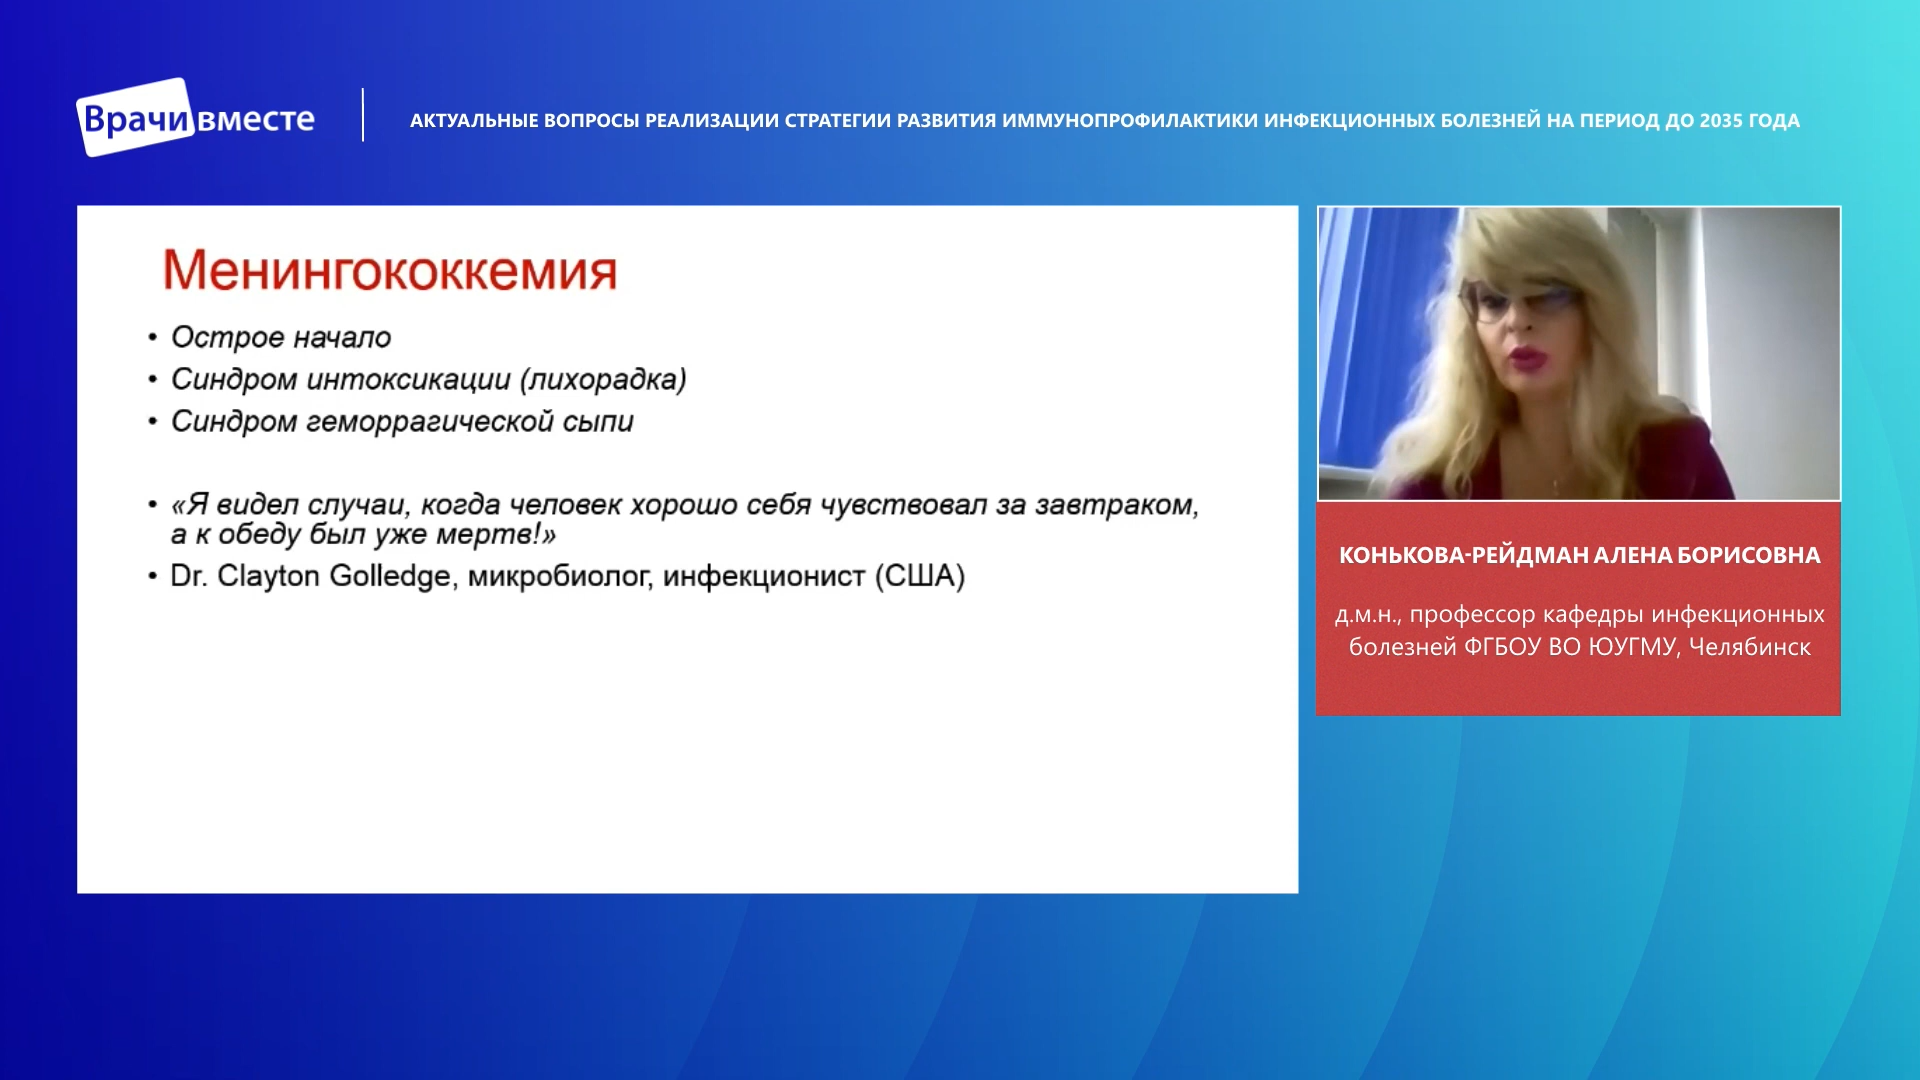 Врачи вместе
АКТУАЛЬНЫЕ ВОПРОСЫ РЕАЛИЗАЦИИ СТРАТЕГИИ РАЗВИТИЯ ИММУНОПРОФИЛАКТИКИ ИНФЕКЦИОННЫХ БОЛЕЗНЕЙ НА ПЕРИОД ДО 2035 ГОДА
Менингококкемия
• Острое начало
• Синдром интоксикации (лихорадка)
• Синдром геморрагической сыпи
• «Я видел случаи, когда человек хорошо себя чувствовал за завтраком,
а к обеду был уже мертв!»
• Dr. Clayton Golledge, микробиолог, инфекционист (США)
КОНЬКОВА-РЕЙДМАН АЛЕНА БОРИСОВНА
д.м.н., профессор кафедры инфекционных
болезней ФГБОУ ВО ЮУГМУ, Челябинск